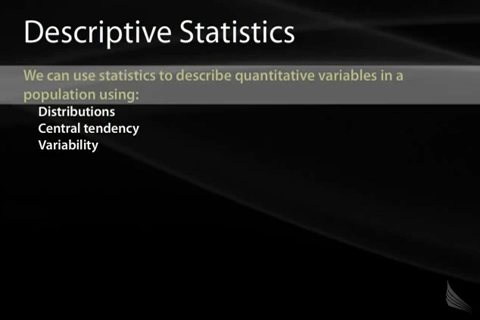 Descriptive Statistics
We can use statistics to describe quantitative variables in a
population using:
Distributions
Central tendency
Variability